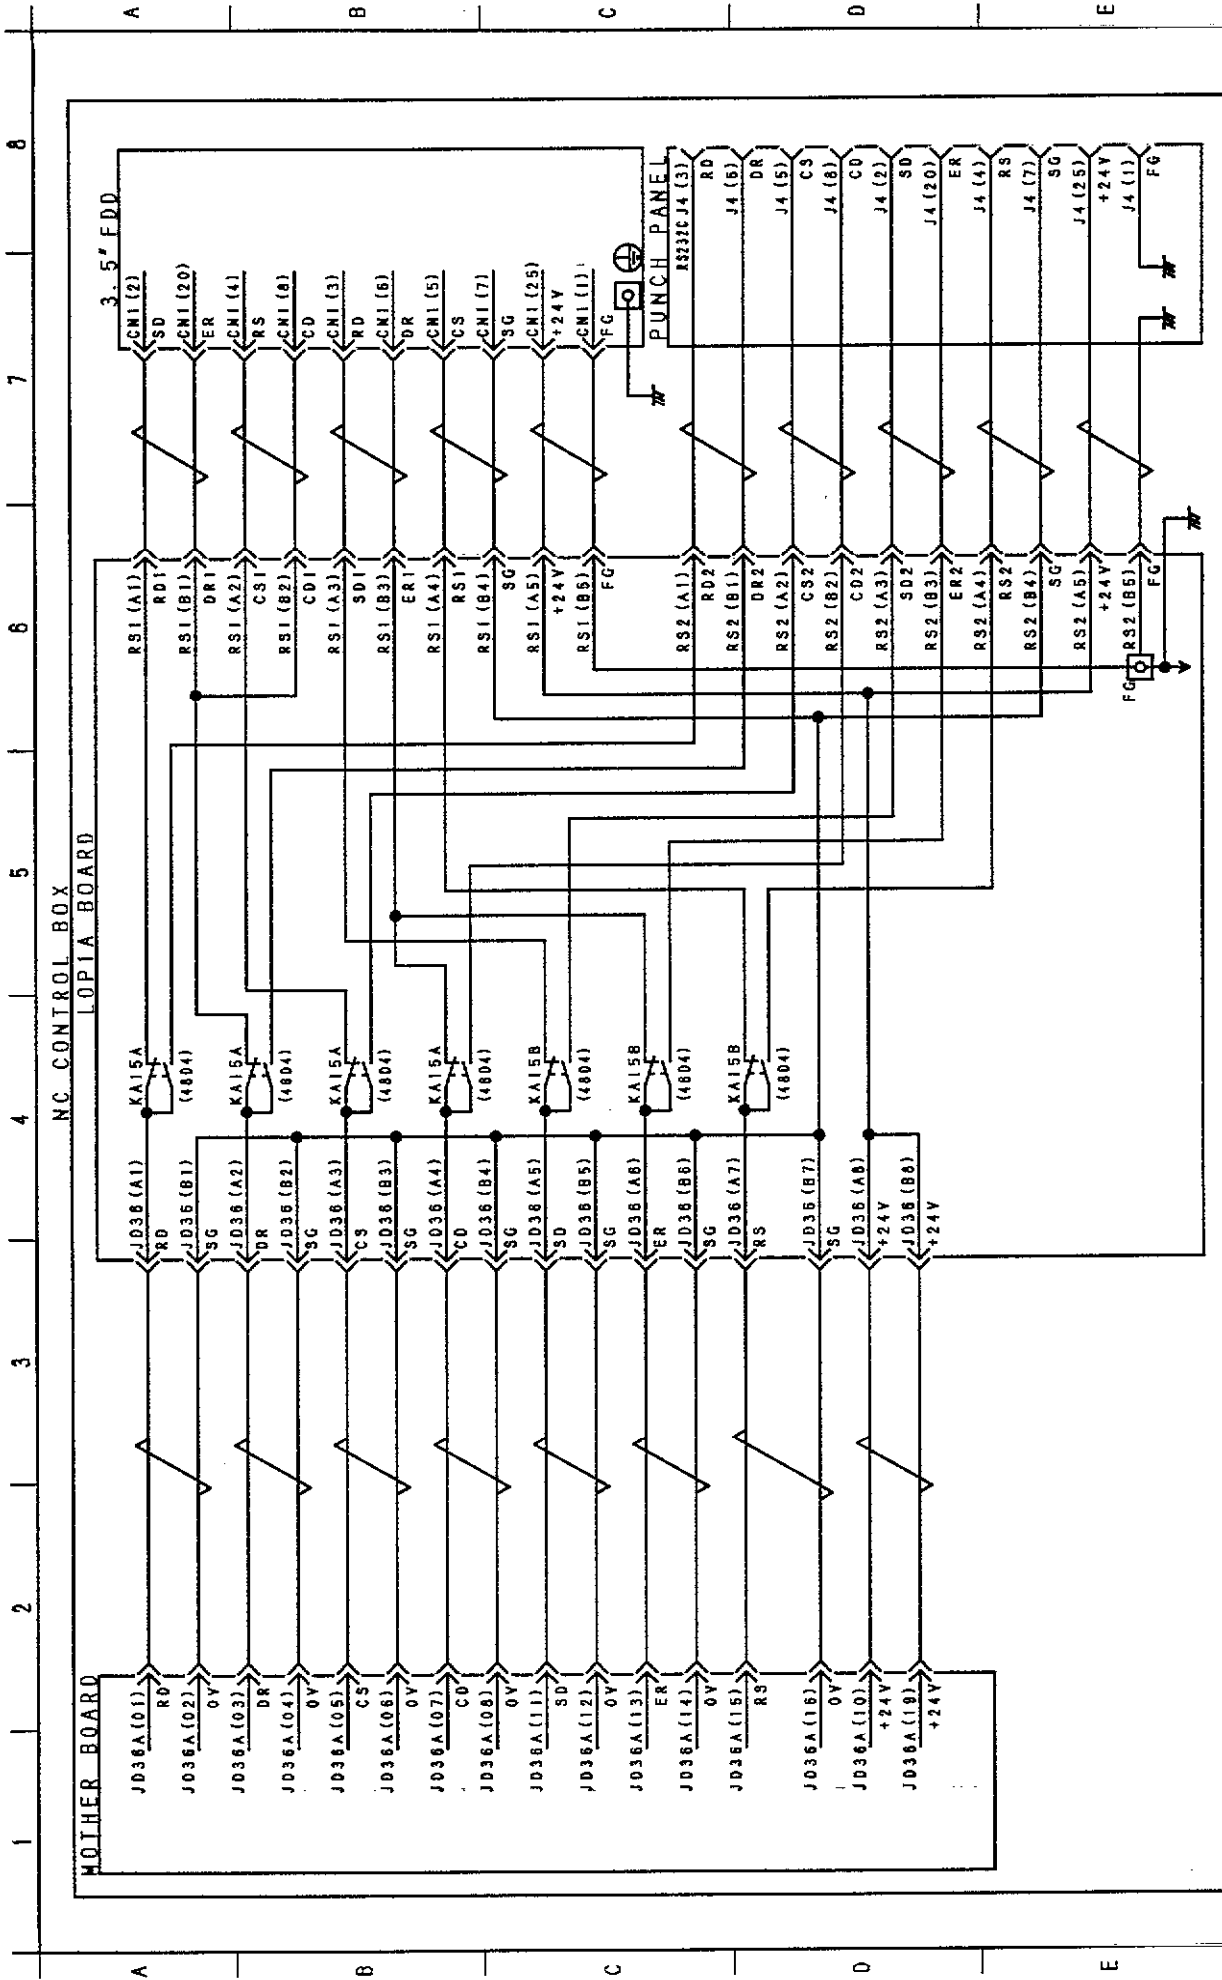 A
B
C
D
E
1
2
3
4
5
6
7
8
NC CONTROL BOX
MOTHER BOARD
JD36A(01)
RD
JD36A(02)
0V
JD36A(03)
DR
JD36A(04)
0V
JD36A(05)
CS
JD36A(06)
0V
JD36A(07)
CD
JD36A(08)
0V
JD36A(11)
SD
JD36A(12)
0V
JD36A(13)
ER
JD36A(14)
0V
JD36A(15)
RS
JD36A(16)
0V
JD36A(10)
+24V
JD36A(19)
+24V
LOPIA BOARD
JD36(A1)
RD
JD36(B1)
SG
JD36(A2)
DR
JD36(B2)
SG
JD36(A3)
CS
JD36(B3)
SG
JD36(A4)
CD
JD36(B4)
SG
JD36(A5)
SD
JD36(B5)
SG
JD36(A6)
ER
JD36(B6)
SG
JD36(A7)
RS
JD36(B7)
SG
JD36(A8)
+24V
JD36(B8)
+24V
KA15A
(4804)
KA15A
(4804)
KA15A
(4804)
KA15A
(4804)
KA15B
(4804)
KA15B
(4804)
KA15B
(4804)
RS1(A1)
RD1
RS1(B1)
DR1
RS1(A2)
CS1
RS1(B2)
CD1
RS1(A3)
SD1
RS1(B3)
ER1
RS1(A4)
RS1
RS1(B4)
SG
RS1(A5)
+24V
RS1(B5)
FG
RS2(A1)
RD2
RS2(B1)
DR2
RS2(A2)
CS2
RS2(B2)
CD2
RS2(A3)
SD2
RS2(B3)
ER2
RS2(A4)
RS2
RS2(B4)
SG
RS2(A5)
+24V
RS2(B5)
FG
FG
3.5"FDD
CN1(2)
SD
CN1(20)
ER
CN1(4)
RS
CN1(8)
CD
CN1(3)
RD
CN1(6)
DR
CN1(5)
CS
CN1(7)
SG
CN1(25)
+24V
CN1(1)
FG
PUNCH PANEL
RS232C J4(3)
RD
J4(6)
DR
J4(5)
CS
J4(8)
CD
J4(2)
SD
J4(20)
ER
J4(4)
RS
J4(7)
SG
J4(25)
+24V
J4(1)
FG
A
B
C
D
E